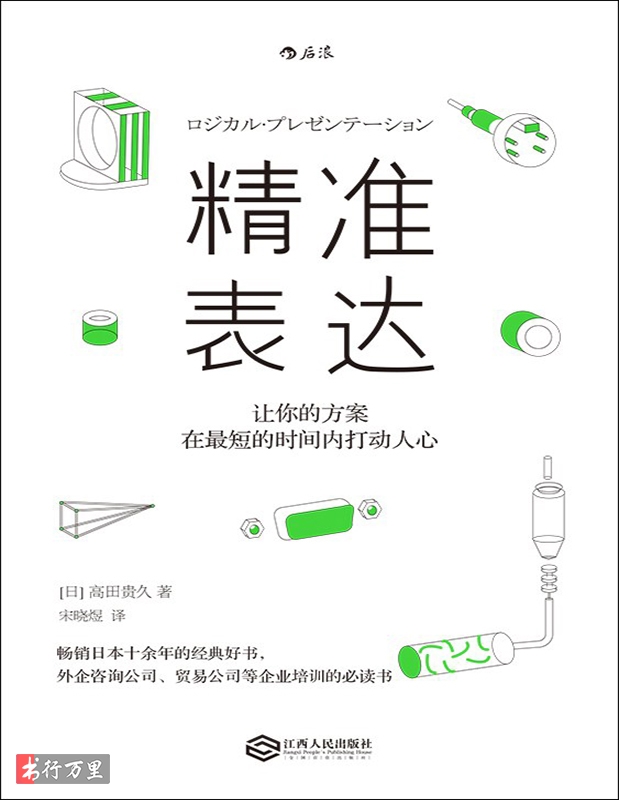 后浪
ロジカル·プレゼンテーション
精准
表达
让你的方案
在最短的时间内打动人心
[日] 高田贵久 著
宋晓煜 译
畅销日本十余年的经典好书，
外企咨询公司、贸易公司等企业培训的必读书
江西人民出版社
Jiangxi People's Publishing House
书行万里